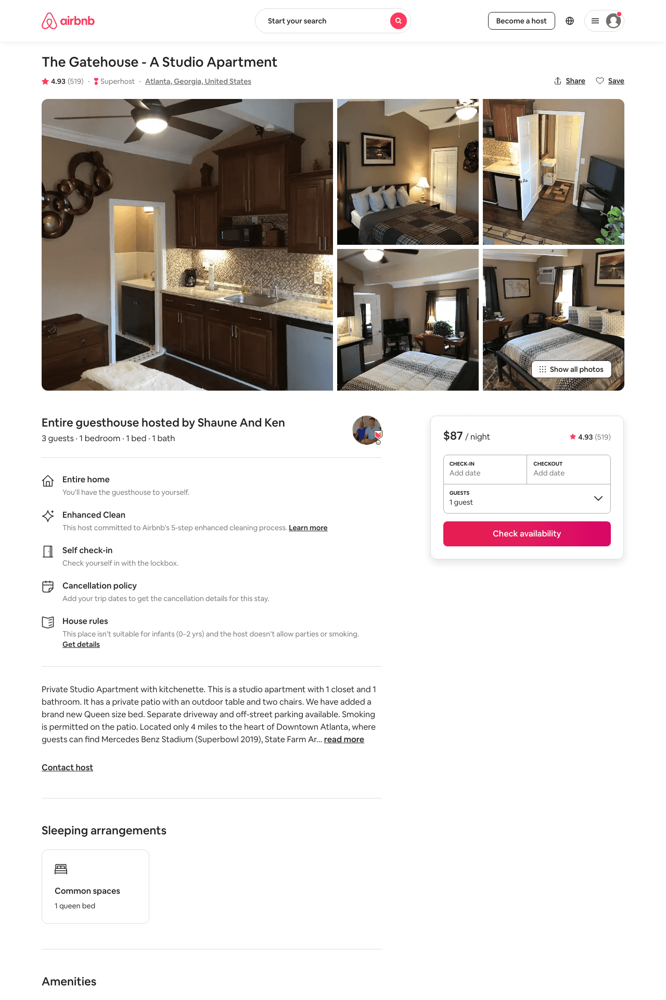 airbnb
Start your search
Become a host
The Gatehouse - A Studio Apartment
4.93 (519) · Superhost · Atlanta, Georgia, United States
Share
Save
Show all photos
Entire guesthouse hosted by Shaune And Ken
3 guests · 1 bedroom · 1 bed · 1 bath
Entire home
You'll have the guesthouse to yourself.
Enhanced Clean
This host committed to Airbnb's 5-step enhanced cleaning process. Learn more
Self check-in
Check yourself in with the lockbox.
Cancellation policy
Add your trip dates to get the cancellation details for this stay.
House rules
This place isn't suitable for infants (0–2 yrs) and the host doesn't allow parties or smoking.
Get details
Private Studio Apartment with kitchenette. This is a studio apartment with 1 closet and 1
bathroom. It has a private patio with an outdoor table and two chairs. We have added a
brand new Queen size bed. Separate driveway and off-street parking available. Smoking
is permitted on the patio. Located only 4 miles to the heart of Downtown Atlanta, where
guests can find Mercedes Benz Stadium (Superbowl 2019), State Farm Ar... read more
Contact host
Sleeping arrangements
Common spaces
1 queen bed
Amenities
$87 / night
4.93 (519)
CHECK-IN
Add date
CHECKOUT
Add date
GUESTS
1 guest
Check availability